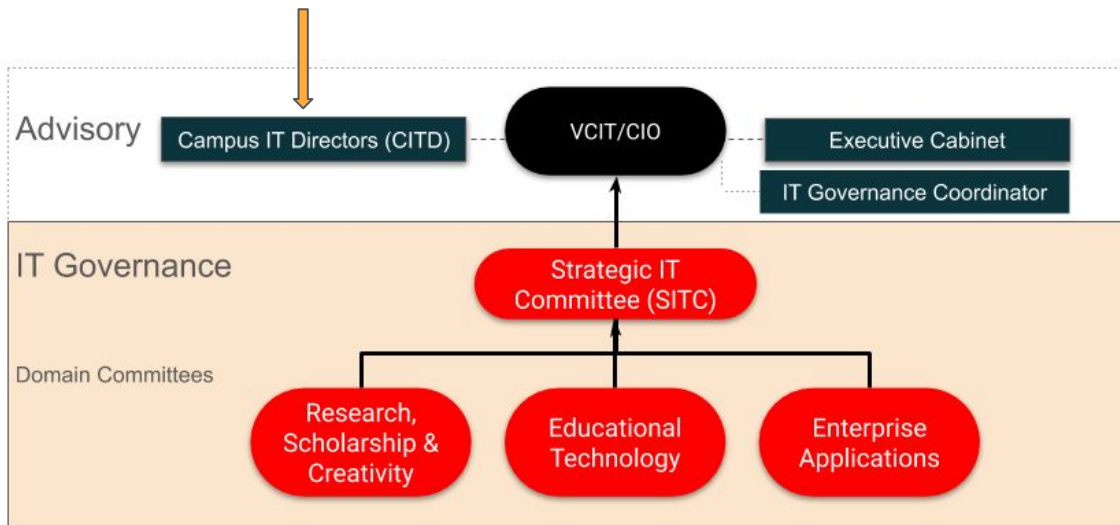 Advisory
Campus IT Directors (CITD)
VCIT/CIO
Executive Cabinet
IT Governance Coordinator
IT Governance
Strategic IT
Committee (SITC)
Domain Committees
Research,
Scholarship &
Creativity
Educational
Technology
Enterprise
Applications